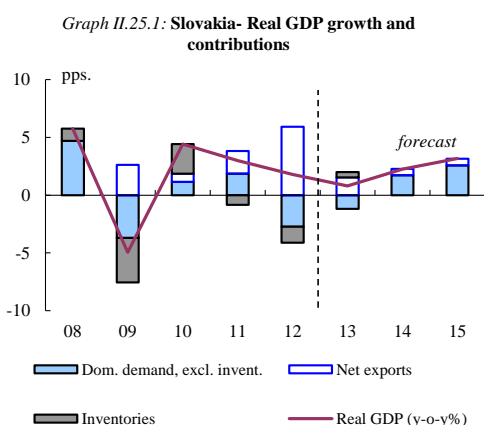 Graph II.25.1: Slovakia- Real GDP growth and
contributions
pps.
10
5
0
-5
-10
forecast
08 09 10 11 12 13 14 15
Dom. demand, excl. invent. Net exports
Inventories Real GDP (y-o-y%)